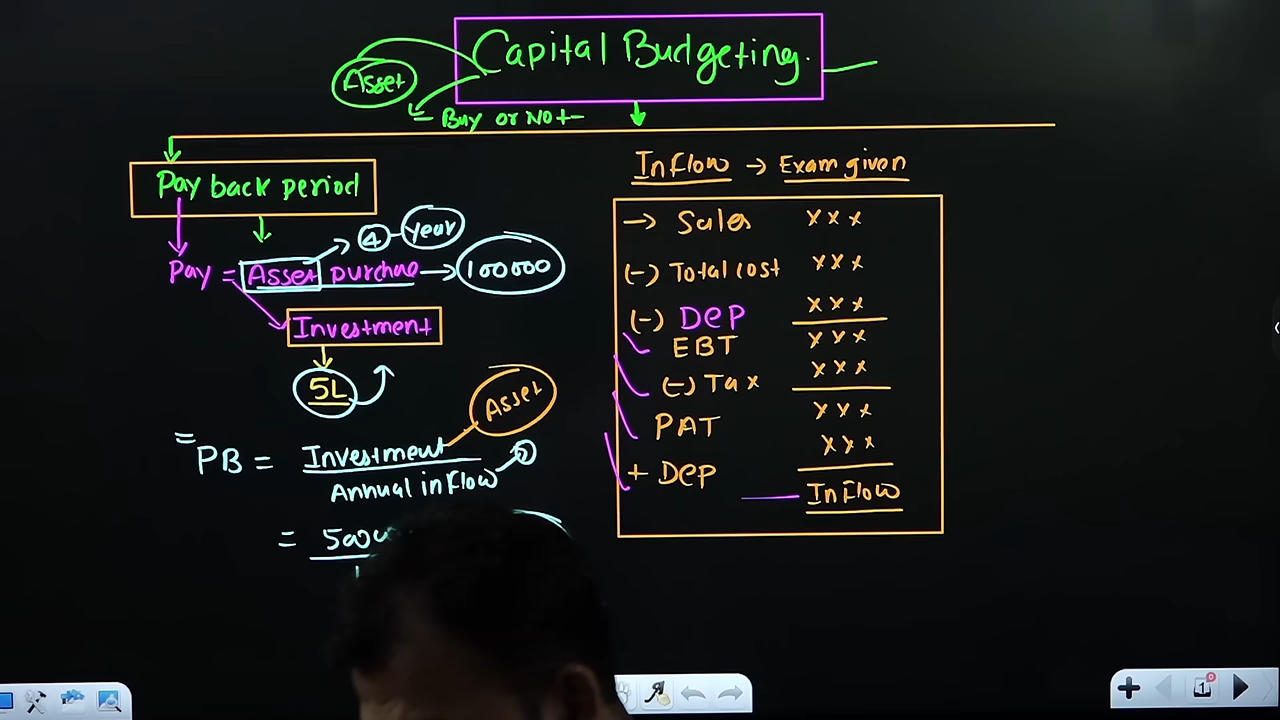 Capital Budgeting.
Asset
Buy or Not
Pay back period
4 year
Pay = Asset purchase → 100000
Investment
5L
Asset
= PB = Investment
Annual inflow
=
Inflow → Exam given
→ Sales xxx
(-) Total cost xxx
(-) Dep xxx
EBT xxx
(-) Tax xxx
PAT xxx
+ Dep xxx
Inflow
1